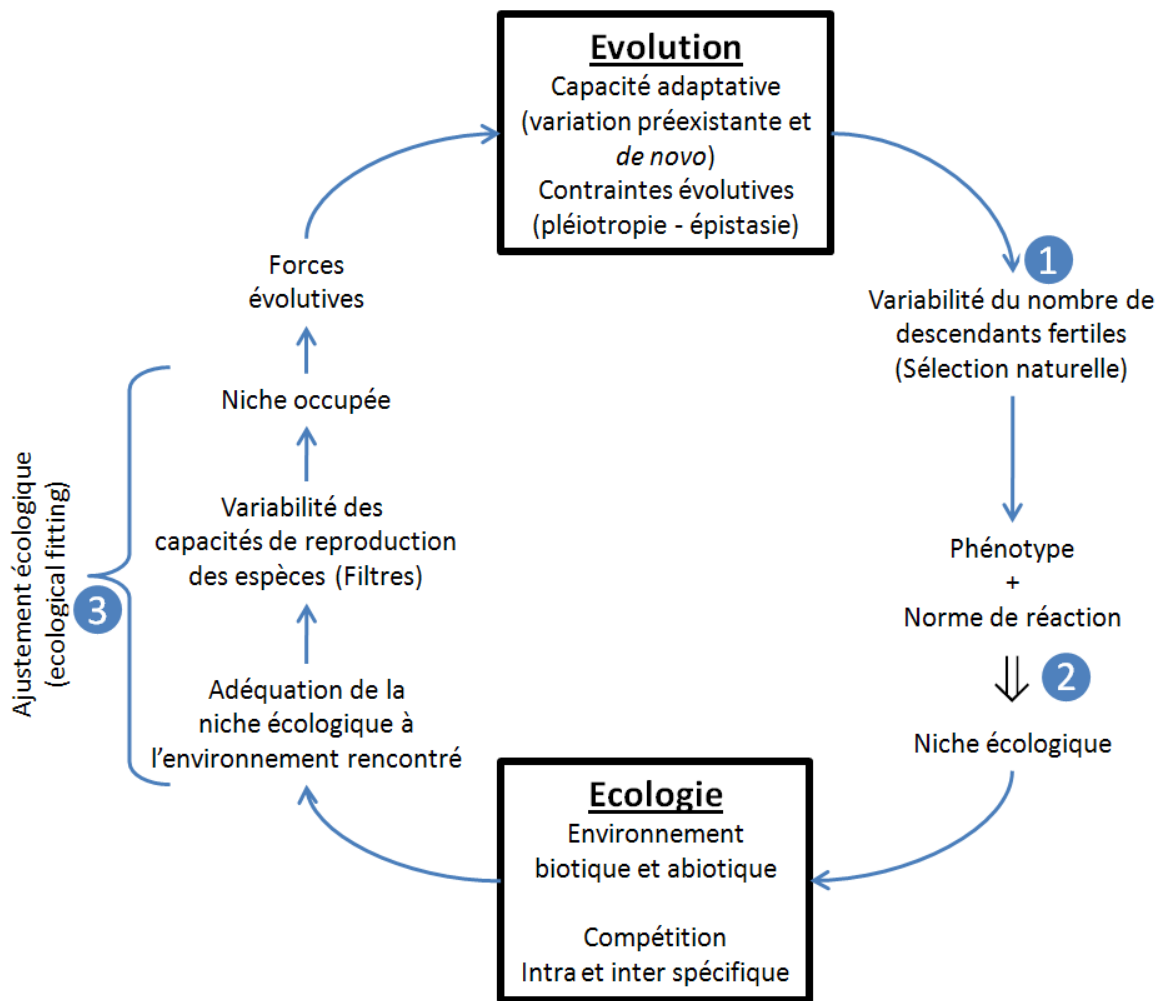 Evolution
Capacité adaptative
(variation préexistante et
de novo)
Contraintes évolutives
(pléiotropie - épistasie)
1
Variabilité du nombre de
descendants fertiles
(Sélection naturelle)
Phénotype
+
Norme de réaction
2
Niche écologique
Ecologie
Environnement
biotique et abiotique
Compétition
Intra et inter spécifique
Adéquation de la
niche écologique à
l'environnement rencontré
Variabilité des
capacités de reproduction
des espèces (Filtres)
Niche occupée
Forces
évolutives
Ajustement écologique
(ecological fitting)
3